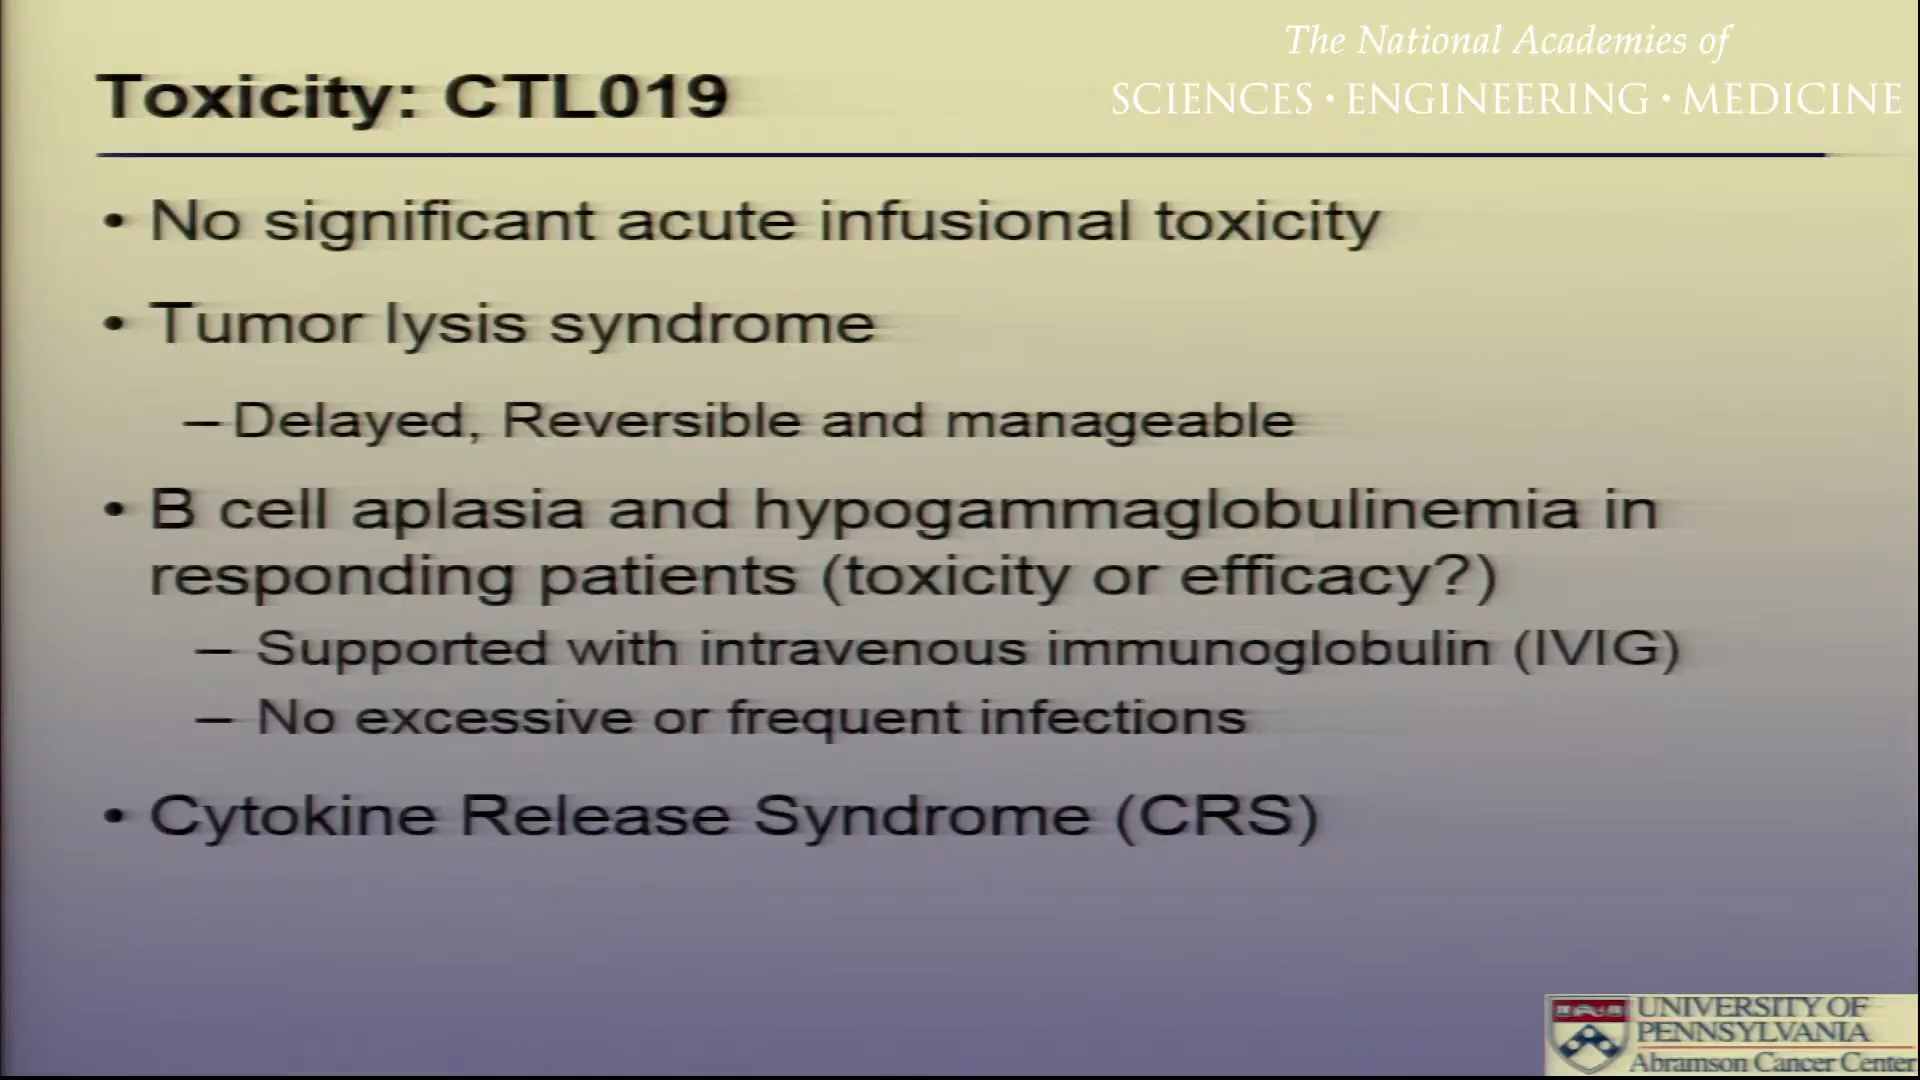 The National Academies of
SCIENCES • ENGINEERING • MEDICINE
Toxicity: CTL019
• No significant acute infusional toxicity
• Tumor lysis syndrome
– Delayed, Reversible and manageable
• B cell aplasia and hypogammaglobulinemia in
responding patients (toxicity or efficacy?)
– Supported with intravenous immunoglobulin (IVIG)
– No excessive or frequent infections
• Cytokine Release Syndrome (CRS)
UNIVERSITY OF
PENNSYLVANIA
Abramson Cancer Center